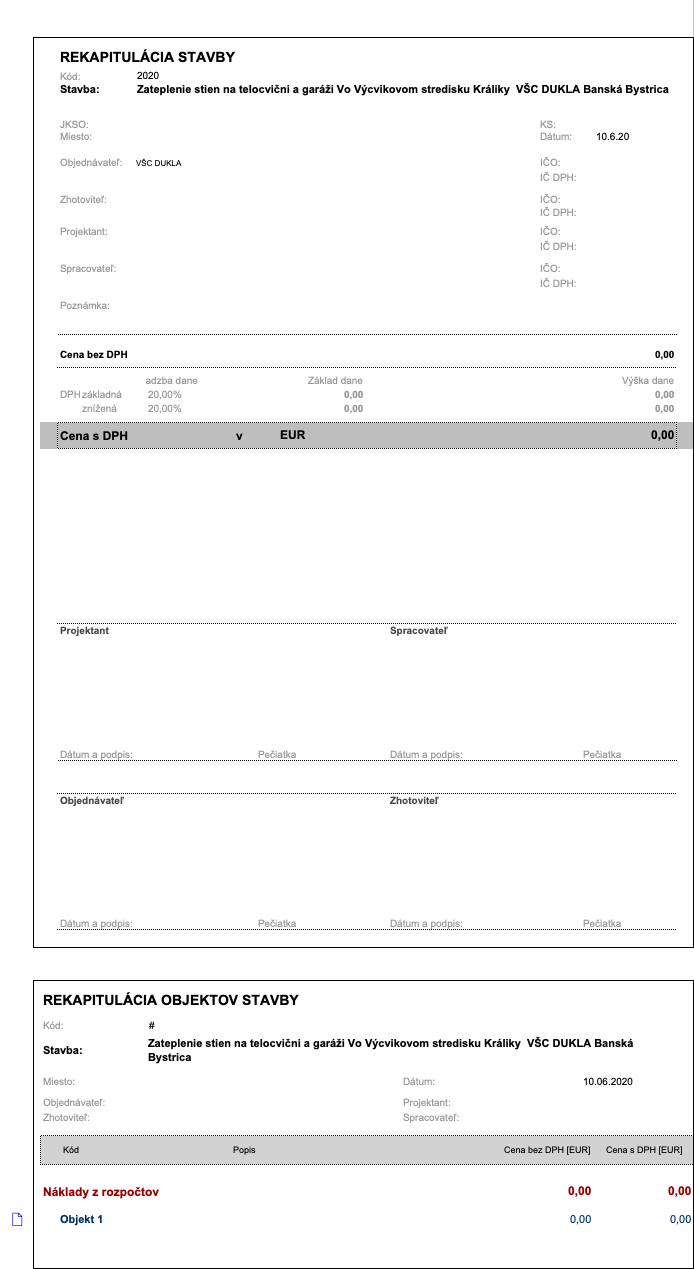 REKAPITULÁCIA STAVBY
Kód: 2020
Stavba: Zateplenie stien na telocvični a garáži Vo Výcvikovom stredisku Králiky VŠC DUKLA Banská Bystrica
JKSO: KS:
Miesto: Dátum: 10.6.20
Objednávateľ: VŠC DUKLA IČO:
IČ DPH:
Zhotoviteľ: IČO:
IČ DPH:
Projektant: IČO:
IČ DPH:
Spracovateľ: IČO:
IČ DPH:
Poznámka:
Cena bez DPH 0,00
adzba dane Základ dane Výška dane
DPH základná 20,00% 0,00 0,00
znížená 20,00% 0,00 0,00
Cena s DPH v EUR 0,00
Projektant Spracovateľ
Dátum a podpis: Pečiatka Dátum a podpis: Pečiatka
Objednávateľ Zhotoviteľ
Dátum a podpis: Pečiatka Dátum a podpis: Pečiatka
REKAPITULÁCIA OBJEKTOV STAVBY
Kód: #
Stavba: Zateplenie stien na telocvični a garáži Vo Výcvikovom stredisku Králiky VŠC DUKLA Banská
Bystrica
Miesto: Dátum: 10.06.2020
Objednávateľ: Projektant:
Zhotoviteľ: Spracovateľ:
Kód Popis Cena bez DPH [EUR] Cena s DPH [EUR]
Náklady z rozpočtov 0,00 0,00
Objekt 1 0,00 0,00